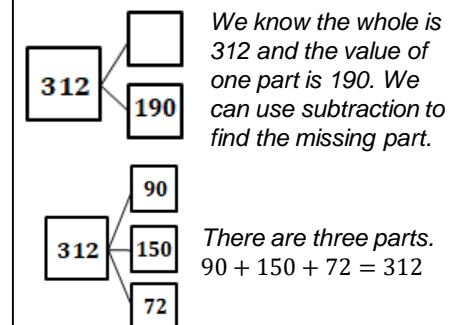 We know the whole is
312 and the value of
one part is 190. We
can use subtraction to
find the missing part.
312
190
90
312
150
72
There are three parts.
90 + 150 + 72 = 312